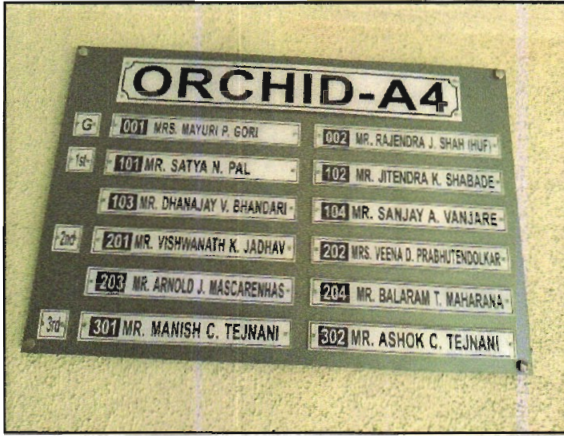 ORCHID-A4
G 001 MRS. MAYURI P. GORI 002 MR. RAJENDRA J. SHAH (HUF)
1st 101 MR. SATYA N. PAL 102 MR. JITENDRA K. SHABADE
103 MR. DHANAJAY V. BHANDARI 104 MR. SANJAY A. VANJARE
2nd 201 MR. VISHWANATH K. JADHAV 202 MRS. VEENA D. PRABHUTENDOLKAR
203 MR. ARNOLD J. MASCARENHAS 204 MR. BALARAM T. MAHARANA
3rd 301 MR. MANISH C. TEJNANI 302 MR. ASHOK C. TEJNANI